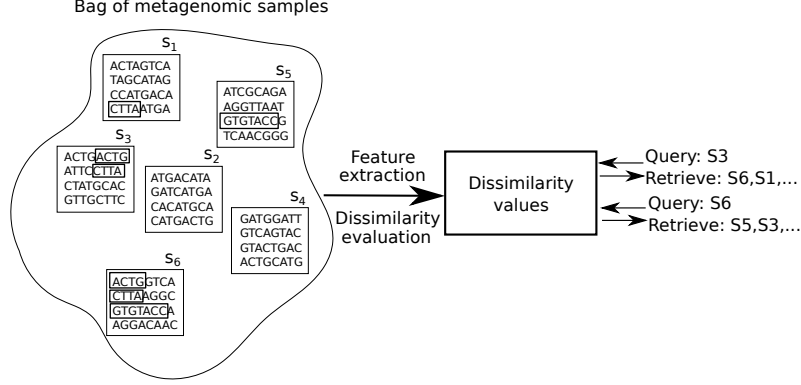 Bag of metagenomic samples
s1
ACTAGTCA
TAGCATAG
CCATGACA
CTTAATGA
s5
ATCGCAGA
AGGTTAAT
GTGTACCG
TCAACGGG
s3
ACTGACTG
ATTCCTTA
CTATGCAC
GTTGCTTC
s2
ATGACATA
GATCATGA
CACATGCA
CATGACTG
s4
GATGGATT
GTCAGTAC
GTACTGAC
ACTGCATG
s6
ACTGGTCA
CTTAAGGC
GTGTACCA
AGGACAAC
Feature
extraction
Dissimilarity
evaluation
Dissimilarity
values
Query: S3
Retrieve: S6,S1,...
Query: S6
Retrieve: S5,S3,...